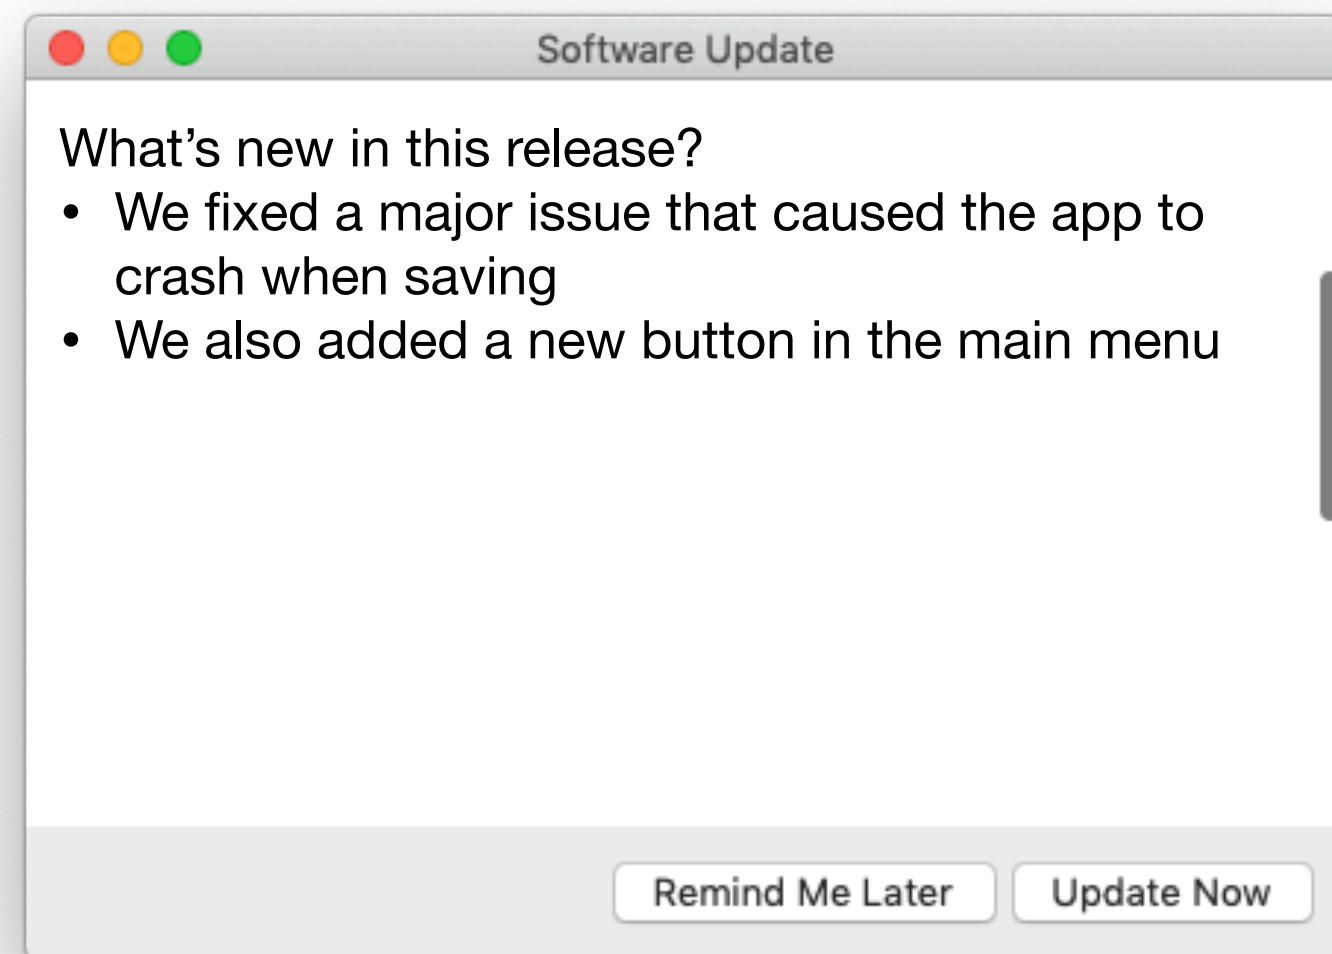 Software Update
What’s new in this release?
• We fixed a major issue that caused the app to
crash when saving
• We also added a new button in the main menu
Remind Me Later
Update Now